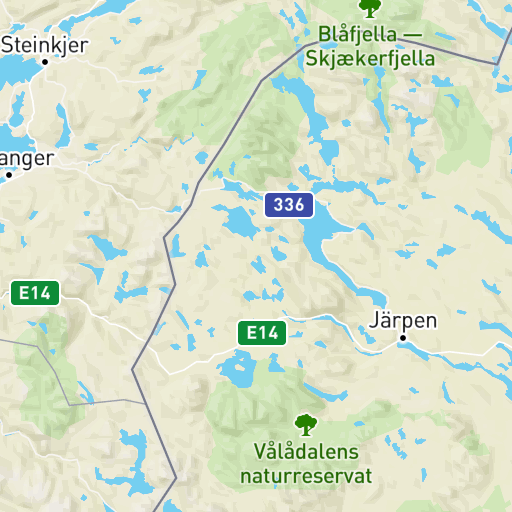 Blåfjella —
Skjækerfjella
Steinkjer
anger
336
E14
E14
Järpen
Vålådalens
naturreservat